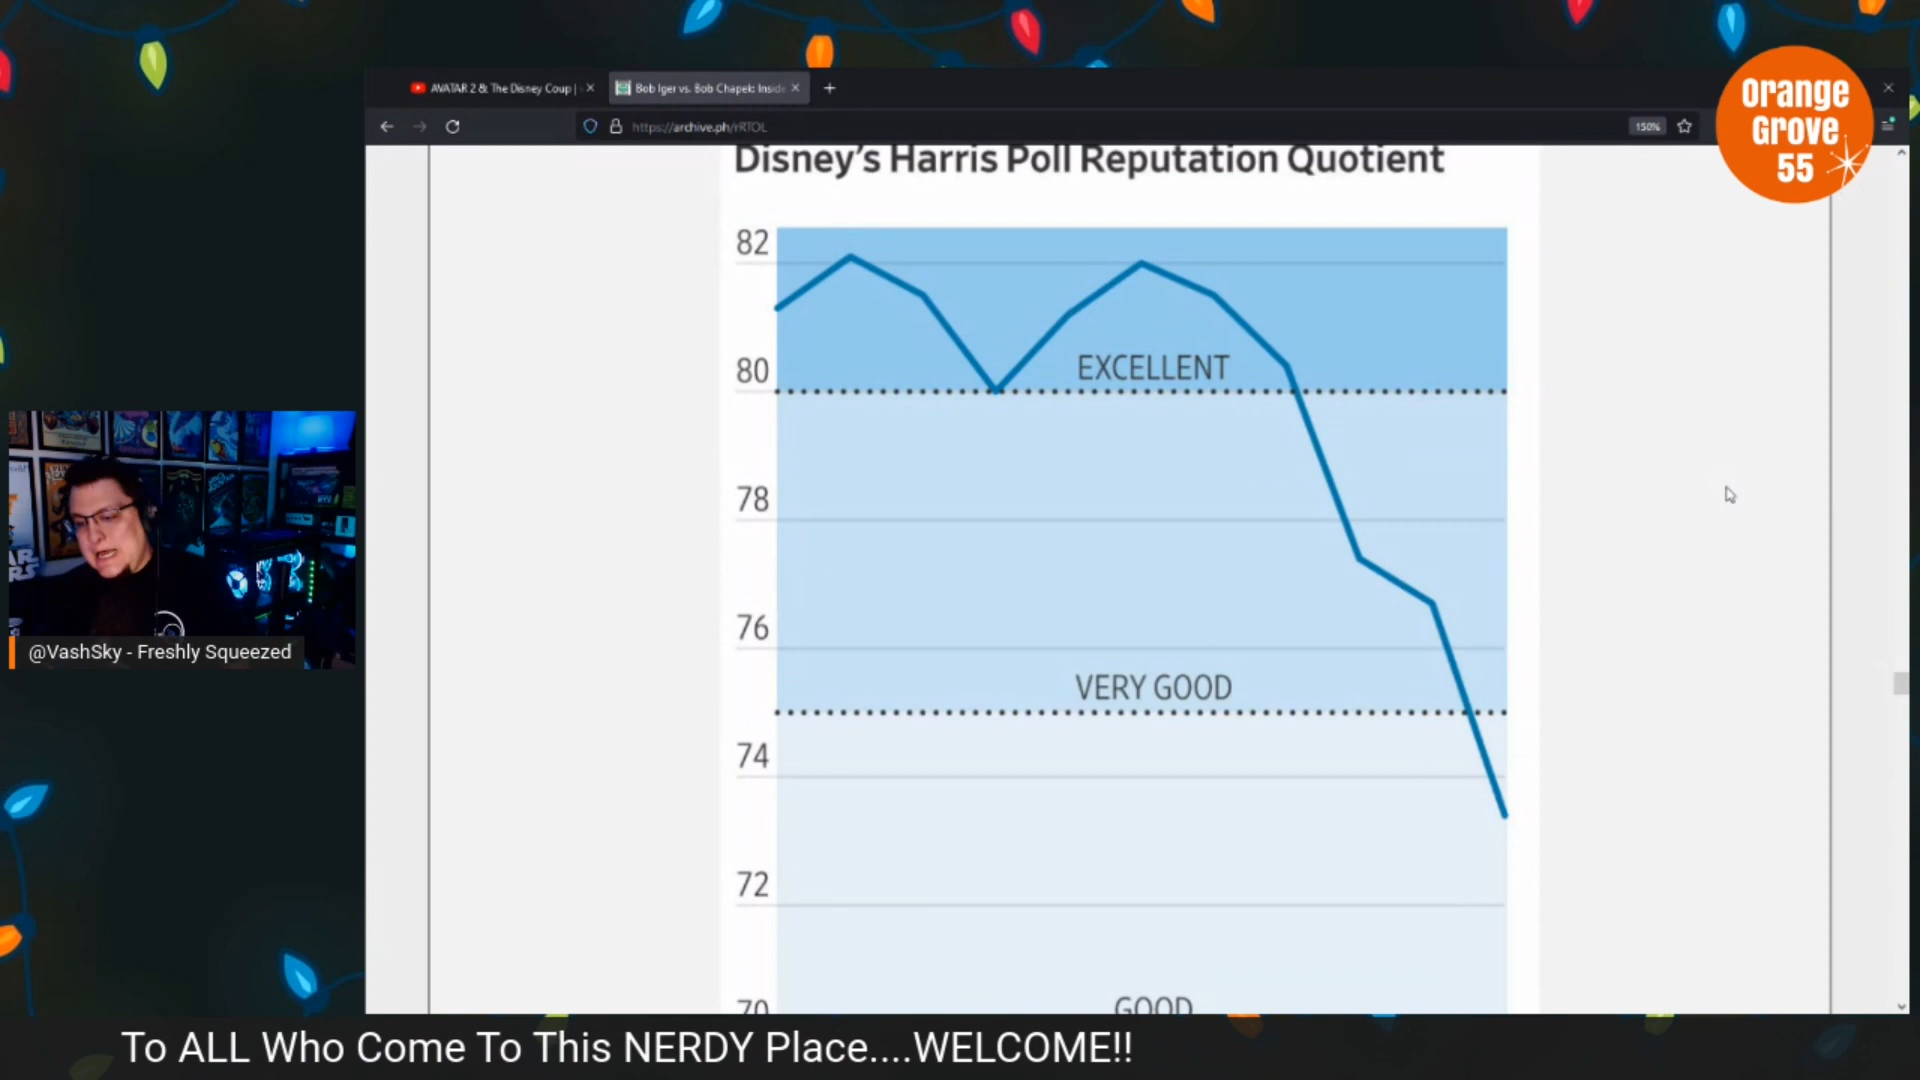 AVATAR 2 & The Disney Coup |
Bob Iger vs. Bob Chapek: Inside
https://archive.ph/rRTOL
150%
Orange
Grove
55
Disney's Harris Poll Reputation Quotient
82
80
EXCELLENT
78
76
VERY GOOD
74
72
70
GOOD
@VashSky - Freshly Squeezed
To ALL Who Come To This NERDY Place....WELCOME!!